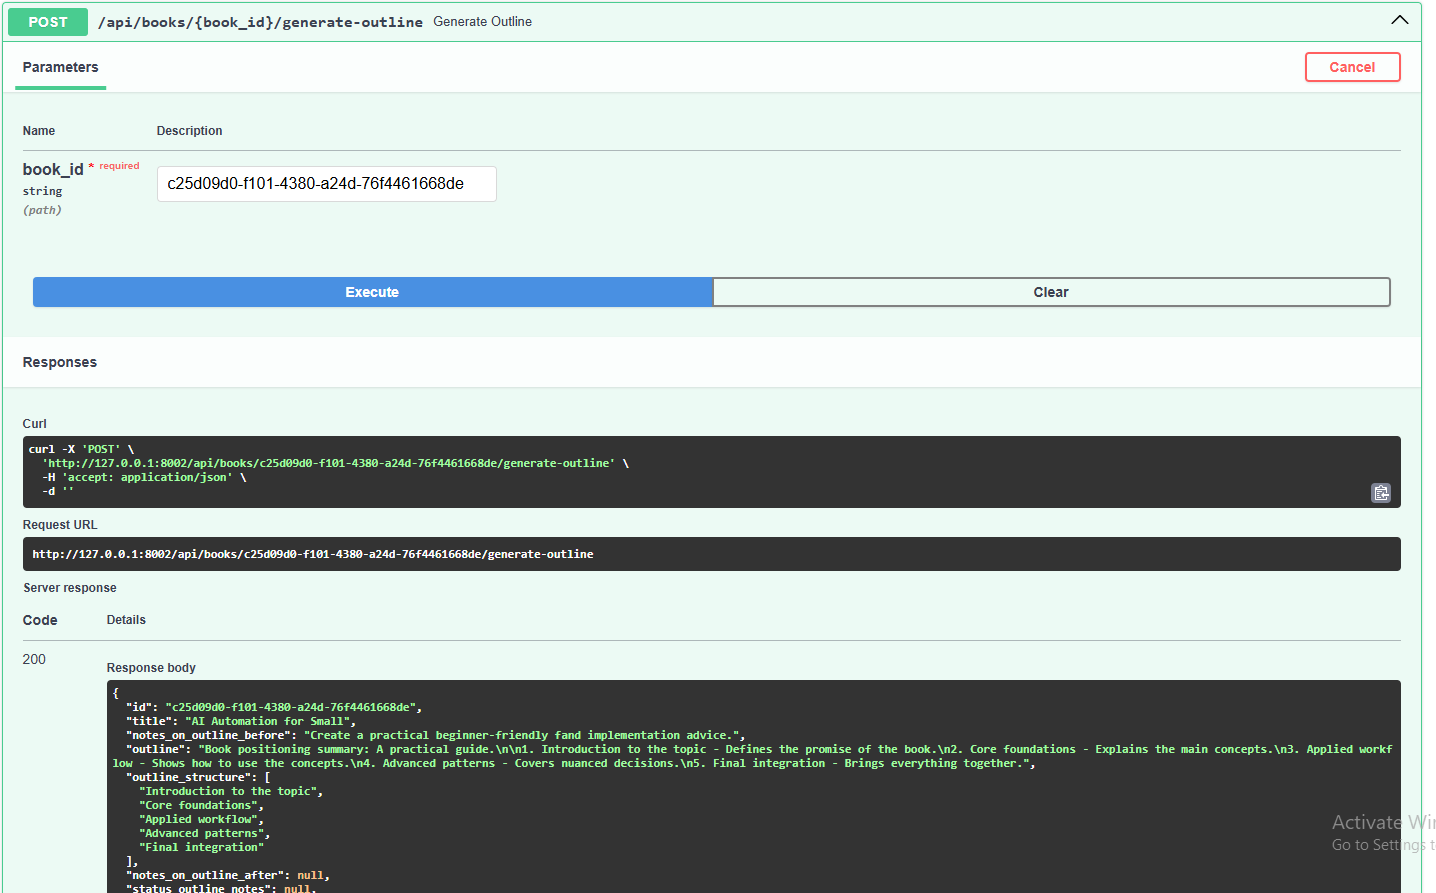 POST /api/books/{book_id}/generate-outline Generate Outline
Parameters
Cancel
Name Description
book_id * required
string
(path)
c25d09d0-f101-4380-a24d-76f4461668de
Execute
Clear
Responses
Curl
curl -X 'POST' \
  'http://127.0.0.1:8002/api/books/c25d09d0-f101-4380-a24d-76f4461668de/generate-outline' \
  -H 'accept: application/json' \
  -d ''
Request URL
http://127.0.0.1:8002/api/books/c25d09d0-f101-4380-a24d-76f4461668de/generate-outline
Server response
Code Details
200
Response body
{
  "id": "c25d09d0-f101-4380-a24d-76f4461668de",
  "title": "AI Automation for Small",
  "notes_on_outline_before": "Create a practical beginner-friendly fand implementation advice.",
  "outline": "Book positioning summary: A practical guide.\n\n1. Introduction to the topic - Defines the promise of the book.\n2. Core foundations - Explains the main concepts.\n3. Applied workf
low - Shows how to use the concepts.\n4. Advanced patterns - Covers nuanced decisions.\n5. Final integration - Brings everything together.",
  "outline_structure": [
    "Introduction to the topic",
    "Core foundations",
    "Applied workflow",
    "Advanced patterns",
    "Final integration"
  ],
  "notes_on_outline_after": null,
  "status_outline_notes": null,
Activate Wi
Go to Settings t